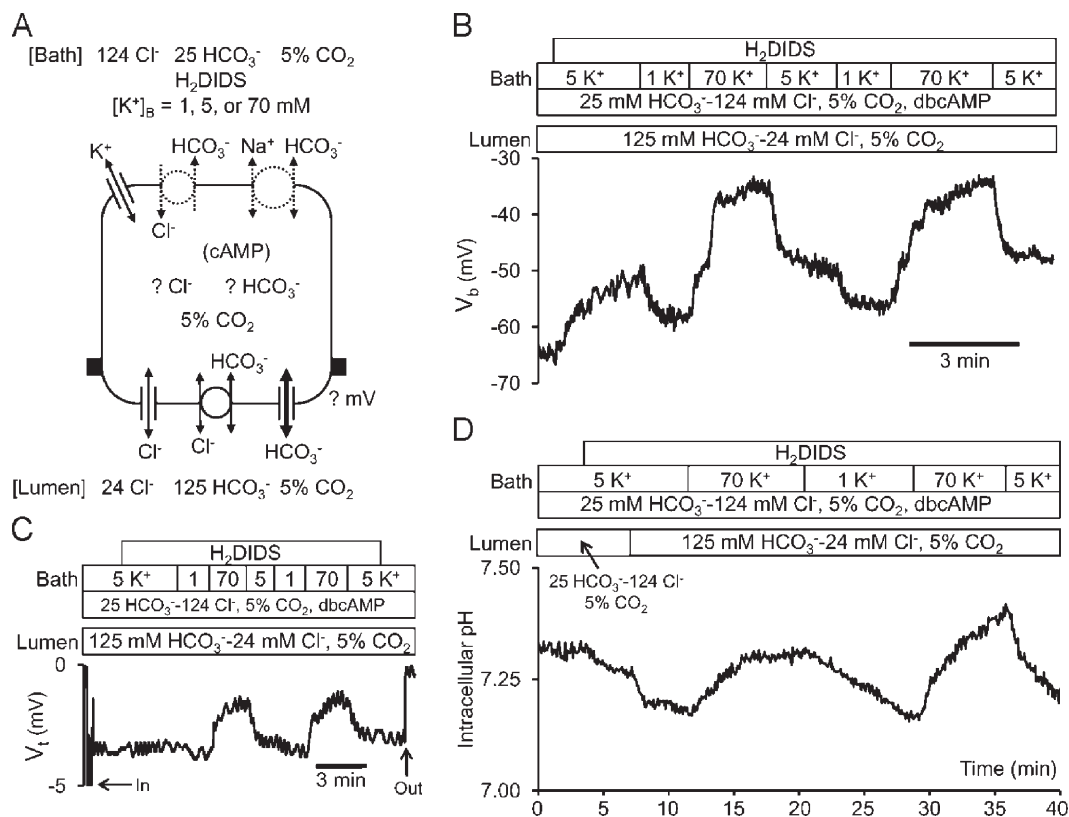 A
[Bath] 124 Cl⁻ 25 HCO₃⁻ 5% CO₂
H₂DIDS
[K⁺]B = 1, 5, or 70 mM
K⁺ HCO₃⁻ Na⁺ HCO₃⁻
Cl⁻
(cAMP)
? Cl⁻ ? HCO₃⁻
5% CO₂
HCO₃⁻
? mV
Cl⁻ Cl⁻ HCO₃⁻
[Lumen] 24 Cl⁻ 125 HCO₃⁻ 5% CO₂
B
H₂DIDS
Bath 5 K⁺ 1 K⁺ 70 K⁺ 5 K⁺ 1 K⁺ 70 K⁺ 5 K⁺
25 mM HCO₃⁻-124 mM Cl⁻, 5% CO₂, dbcAMP
Lumen 125 mM HCO₃⁻-24 mM Cl⁻, 5% CO₂
-30
-40
-50
-60
-70
Vb (mV)
3 min
C
H₂DIDS
Bath 5 K⁺ 1 70 5 1 70 5 K⁺
25 HCO₃⁻-124 Cl⁻, 5% CO₂, dbcAMP
Lumen 125 mM HCO₃⁻-24 mM Cl⁻, 5% CO₂
0
-5
Vt (mV)
3 min
In
Out
D
H₂DIDS
Bath 5 K⁺ 70 K⁺ 1 K⁺ 70 K⁺ 5 K⁺
25 mM HCO₃⁻-124 mM Cl⁻, 5% CO₂, dbcAMP
Lumen 125 mM HCO₃⁻-24 mM Cl⁻, 5% CO₂
25 HCO₃⁻-124 Cl⁻
5% CO₂
7.50
7.25
7.00
Intracellular pH
Time (min)
0 5 10 15 20 25 30 35 40